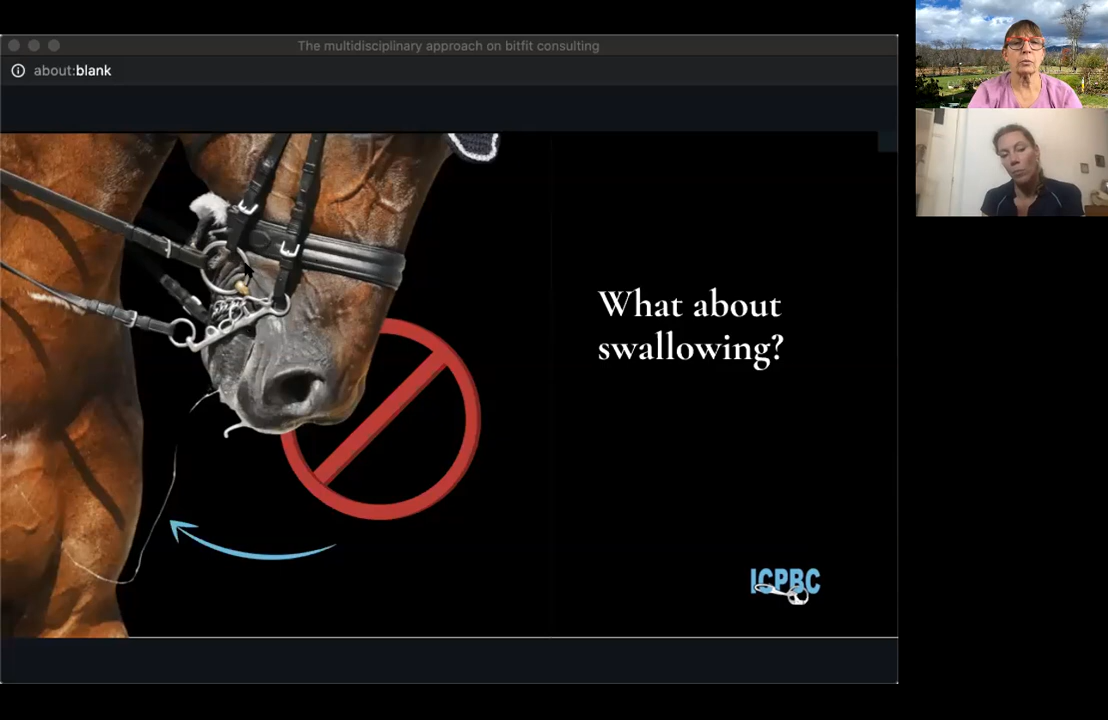 The multidisciplinary approach on bitfit consulting
about:blank
What about
swallowing?
ICPBC